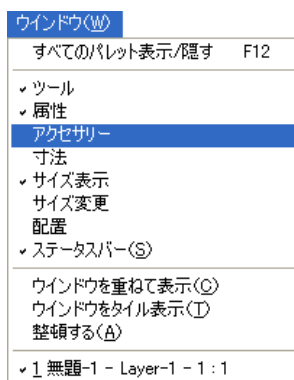 ウインドウ(W)
すべてのパレット表示/隠す F12
ツール
属性
アクセサリー
寸法
サイズ表示
サイズ変更
配置
ステータスバー(S)
ウインドウを重ねて表示(C)
ウインドウをタイル表示(T)
整頓する(A)
1 無題-1 - Layer-1 - 1 : 1